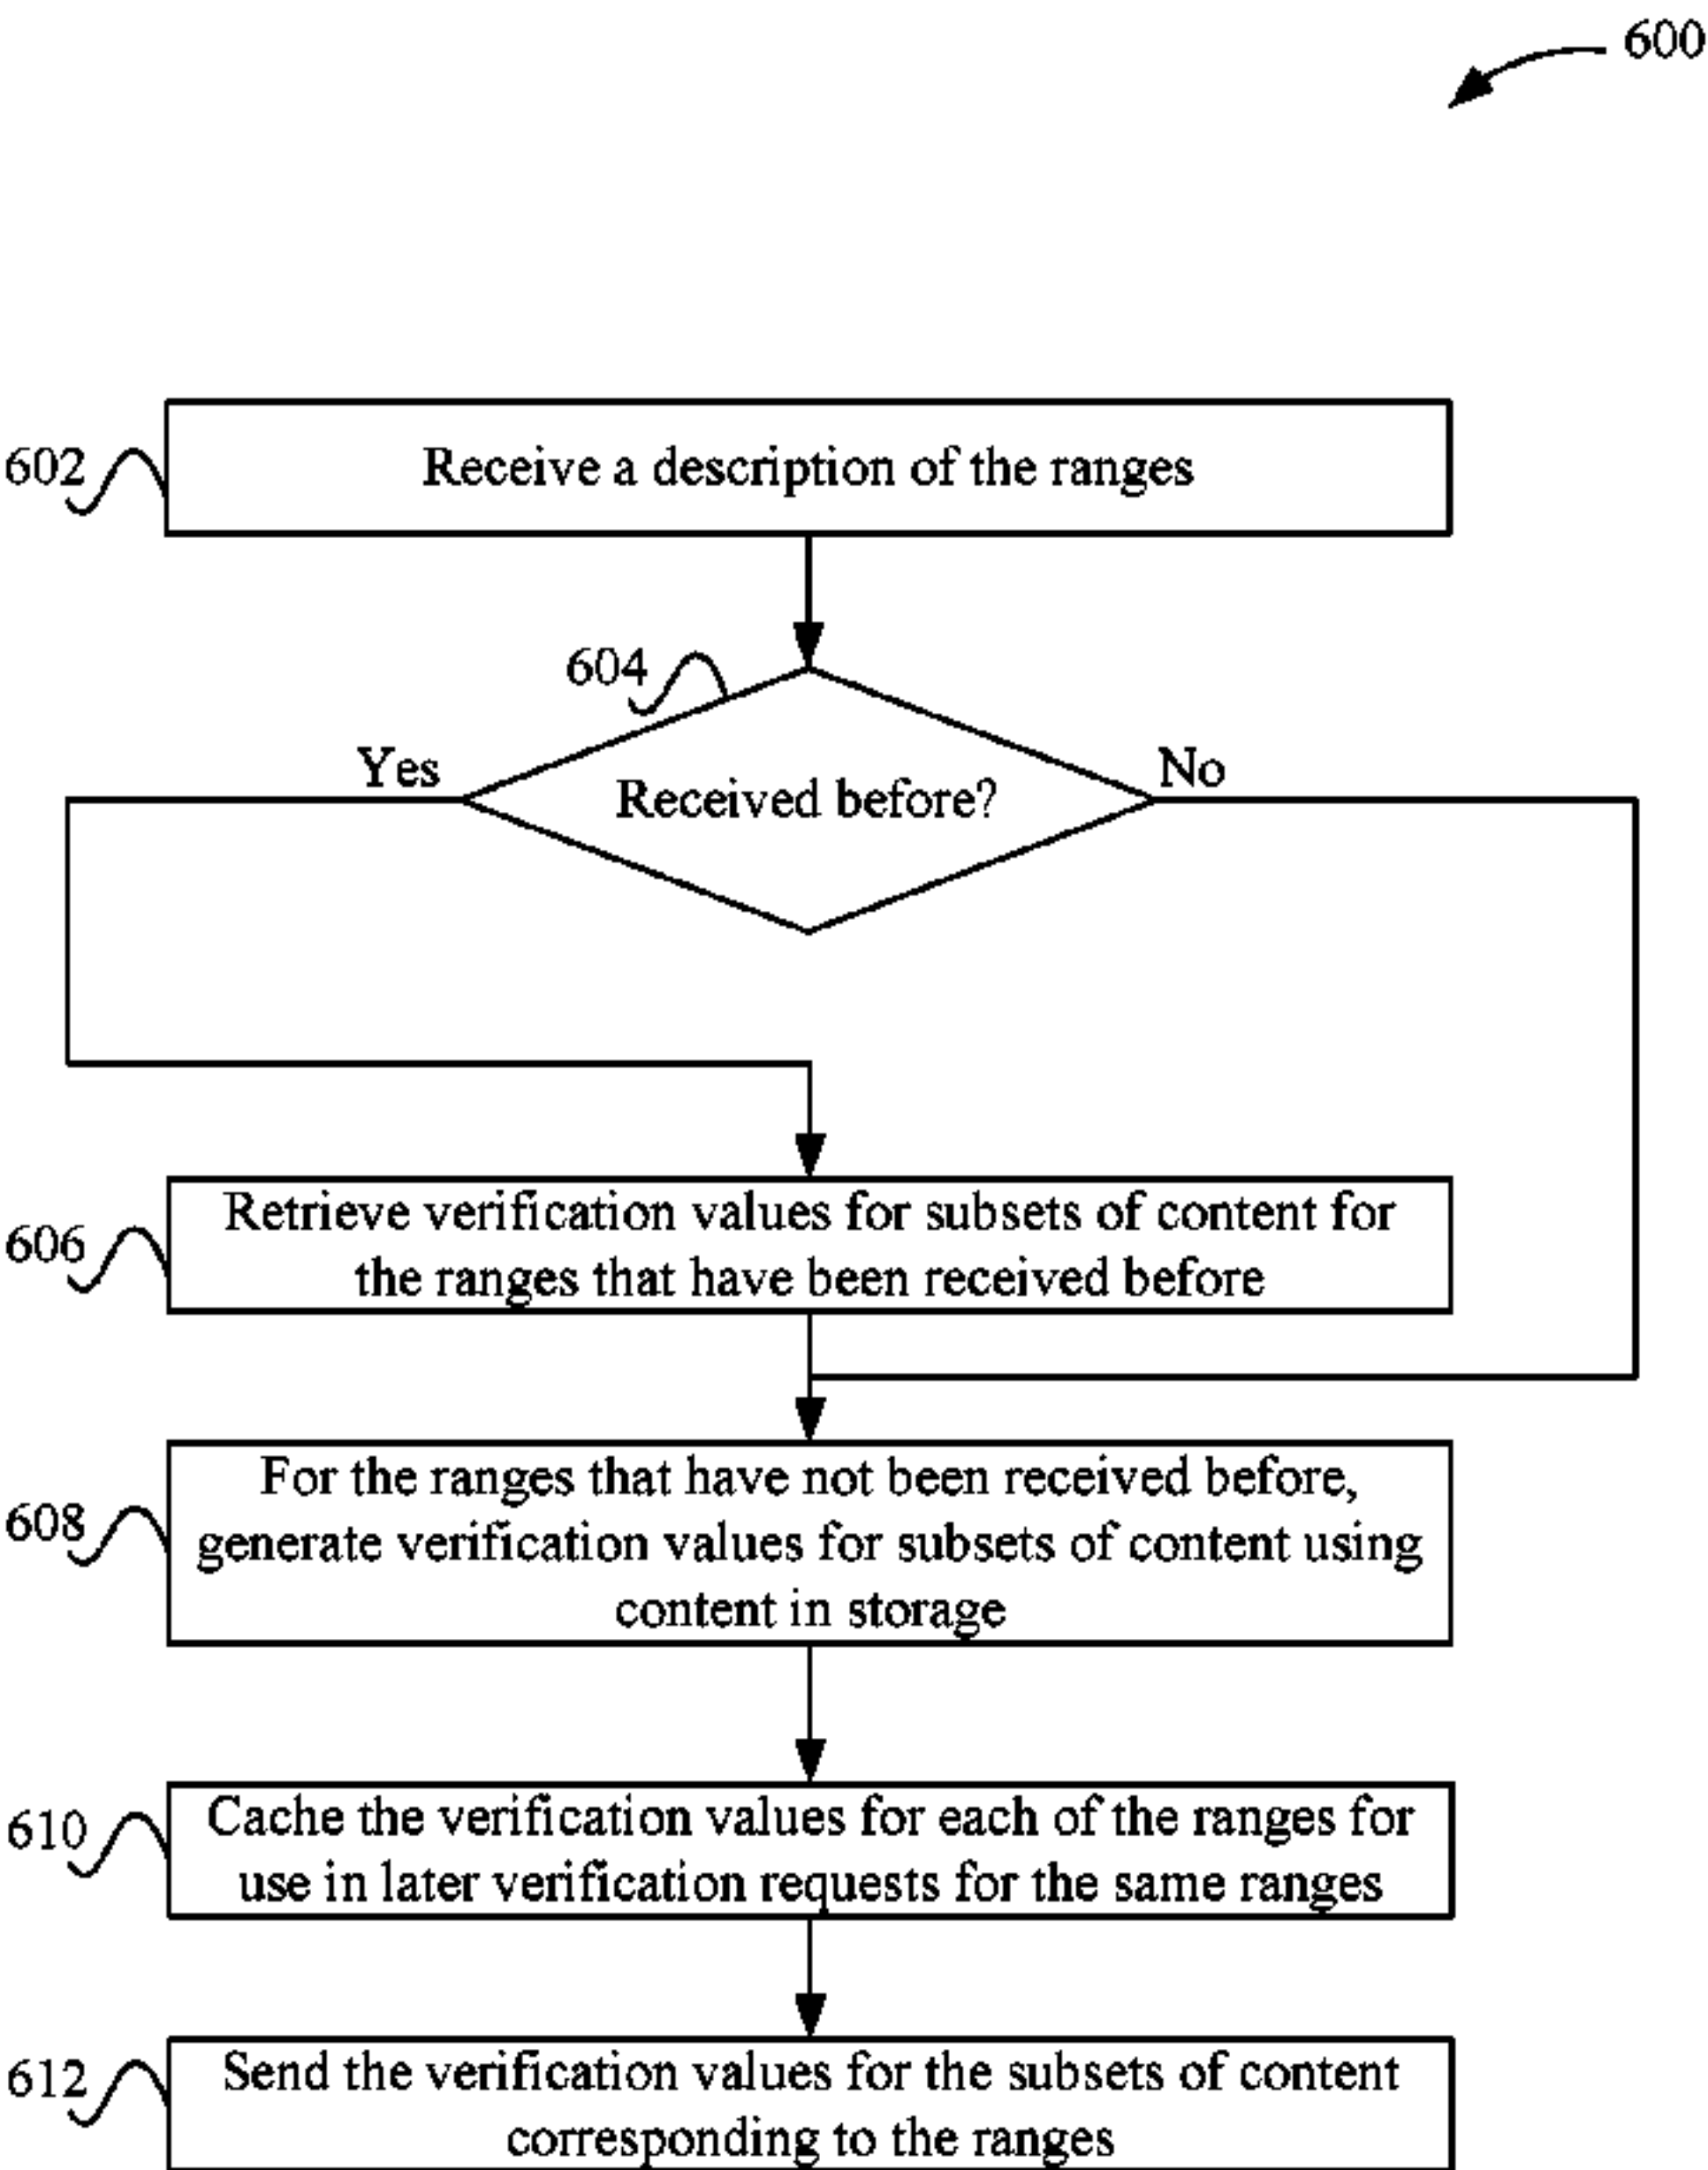 600
602
Receive a description of the ranges
604
Yes
No
Received before?
606
Retrieve verification values for subsets of content for
the ranges that have been received before
608
For the ranges that have not been received before,
generate verification values for subsets of content using
content in storage
610
Cache the verification values for each of the ranges for
use in later verification requests for the same ranges
612
Send the verification values for the subsets of content
corresponding to the ranges